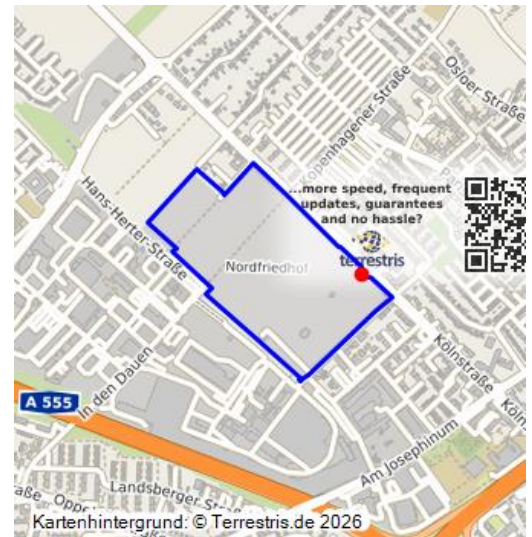 Osloer Straße
Kopenhagener Straße
...more speed, frequent
updates, guarantees
and no hassle?
terrestris
Hans-Herter-Straße
Nordfriedhof
Kölnstraße
In den Dauen
A 555
Am Josephinum
Landsberger
Kartenhintergrund: © Terrestris.de 2026